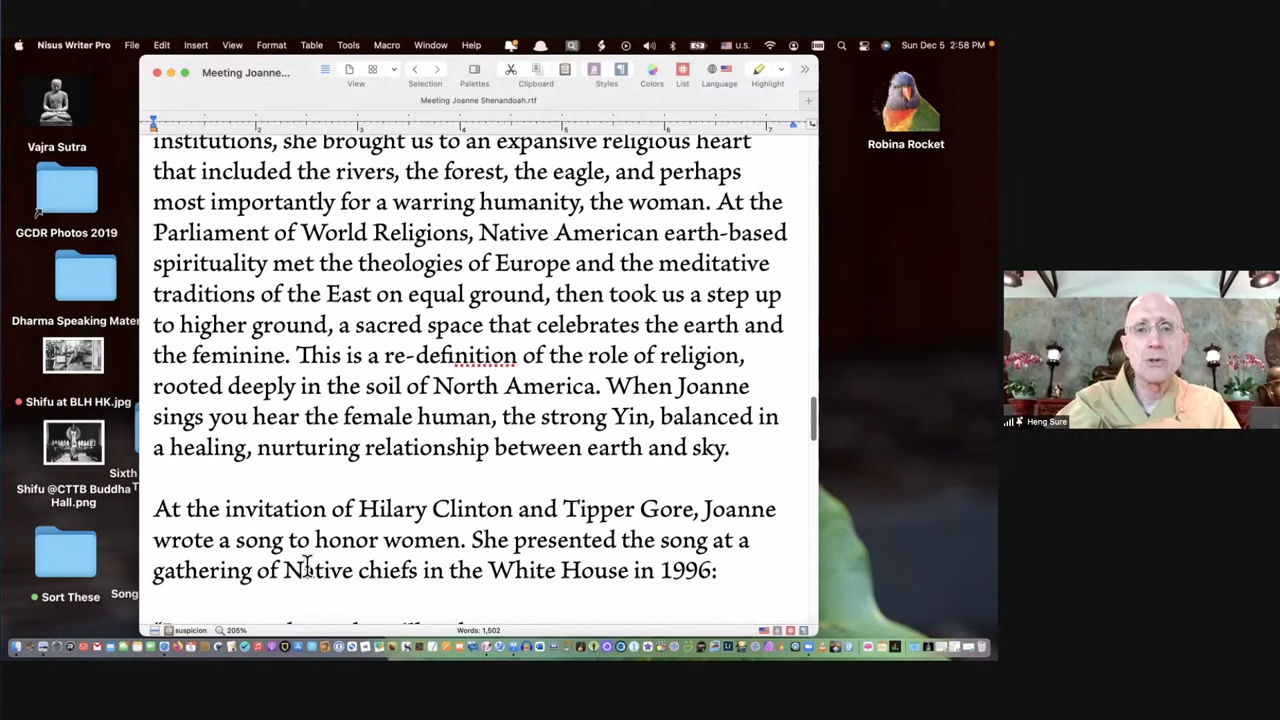 Nisus Writer Pro File Edit Insert View Format Table Tools Macro Window Help U.S. Sun Dec 5 2:58 PM
Meeting Joanne...
View Selection Palettes Clipboard Styles Colors List Language Highlight
Meeting Joanne Shenandoah.rtf
2 3 4 5 6 7
institutions, she brought us to an expansive religious heart
that included the rivers, the forest, the eagle, and perhaps
most importantly for a warring humanity, the woman. At the
Parliament of World Religions, Native American earth-based
spirituality met the theologies of Europe and the meditative
traditions of the East on equal ground, then took us a step up
to higher ground, a sacred space that celebrates the earth and
the feminine. This is a re-definition of the role of religion,
rooted deeply in the soil of North America. When Joanne
sings you hear the female human, the strong Yin, balanced in
a healing, nurturing relationship between earth and sky.
At the invitation of Hilary Clinton and Tipper Gore, Joanne
wrote a song to honor women. She presented the song at a
gathering of Native chiefs in the White House in 1996:
suspicion 205% Words: 1,502
Vajra Sutra
GCDR Photos 2019
Dharma Speaking Mater
Shifu at BLH HK.jpg
Sixth
Shifu @CTTB Buddha
Hall.png
Sort These
Song
Robina Rocket
Heng Sure